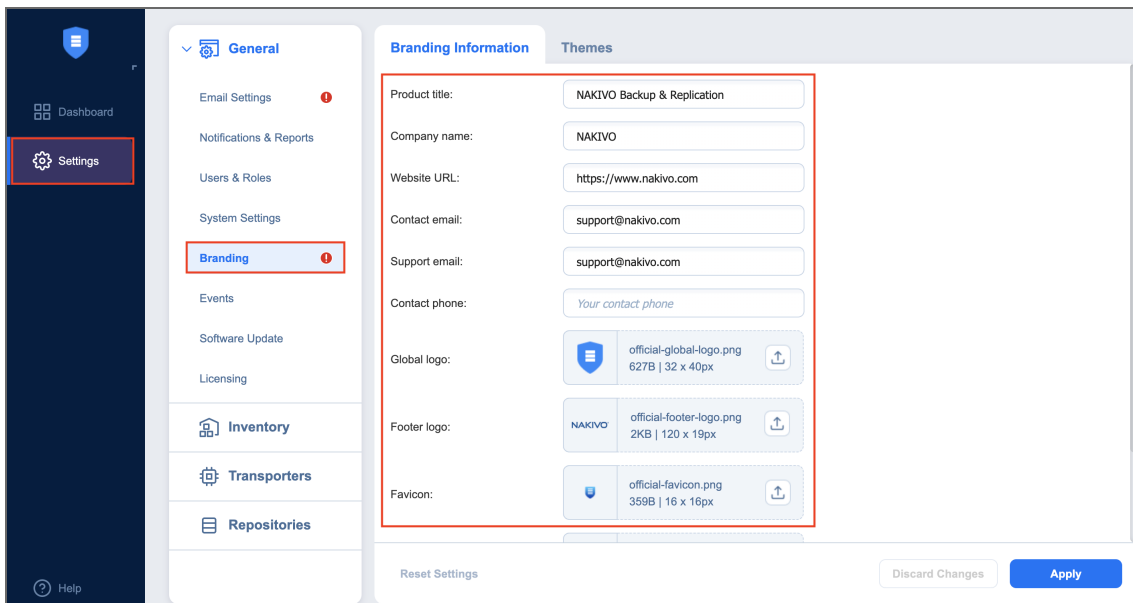 Dashboard
Settings
Help
General
Email Settings
Notifications & Reports
Users & Roles
System Settings
Branding
Events
Software Update
Licensing
Inventory
Transporters
Repositories
Branding Information
Themes
Product title:
NAKIVO Backup & Replication
Company name:
NAKIVO
Website URL:
https://www.nakivo.com
Contact email:
support@nakivo.com
Support email:
support@nakivo.com
Contact phone:
Your contact phone
Global logo:
official-global-logo.png
627B | 32 x 40px
Footer logo:
NAKIVO
official-footer-logo.png
2KB | 120 x 19px
Favicon:
official-favicon.png
359B | 16 x 16px
Reset Settings
Discard Changes
Apply